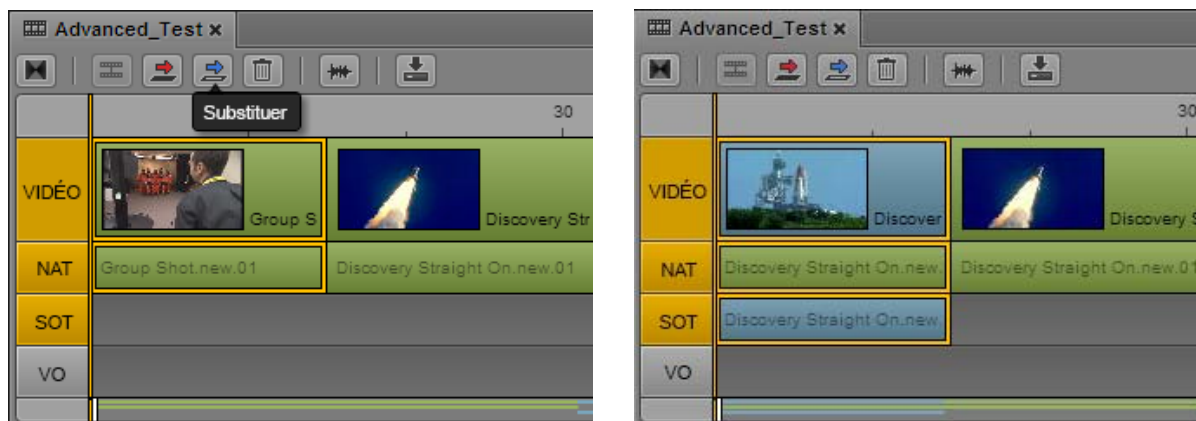 Advanced_Test
Substituer
30
VIDÉO
Group S
Discovery Str
NAT
Group Shot.new.01
Discovery Straight On.new.01
SOT
VO
Advanced_Test
30
VIDÉO
Discover
Discovery S
NAT
Discovery Straight On.new.
Discovery Straight On.new.01
SOT
Discovery Straight On.new
VO